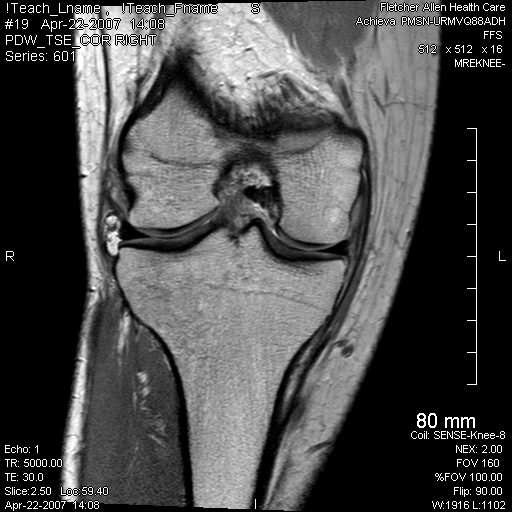 !Teach_Lname , !Teach_Fname
S
Fletcher Allen Health Care
#19 Apr-22-2007 14:08
Achieva PMSN-URMVQ88ADH
PDW_TSE_COR RIGHT
FFS
Series: 601
512 x 512 x 16
MREKNEE-
R
L
80 mm
Coil: SENSE-Knee-8
Echo: 1
NEX: 2.00
TR: 5000.00
FOV 160
TE: 30.0
%FOV 100.00
Slice:2.50 Loc:59.40
Flip: 90.00
Apr-22-2007 14:08
I
W:1916 L:1102